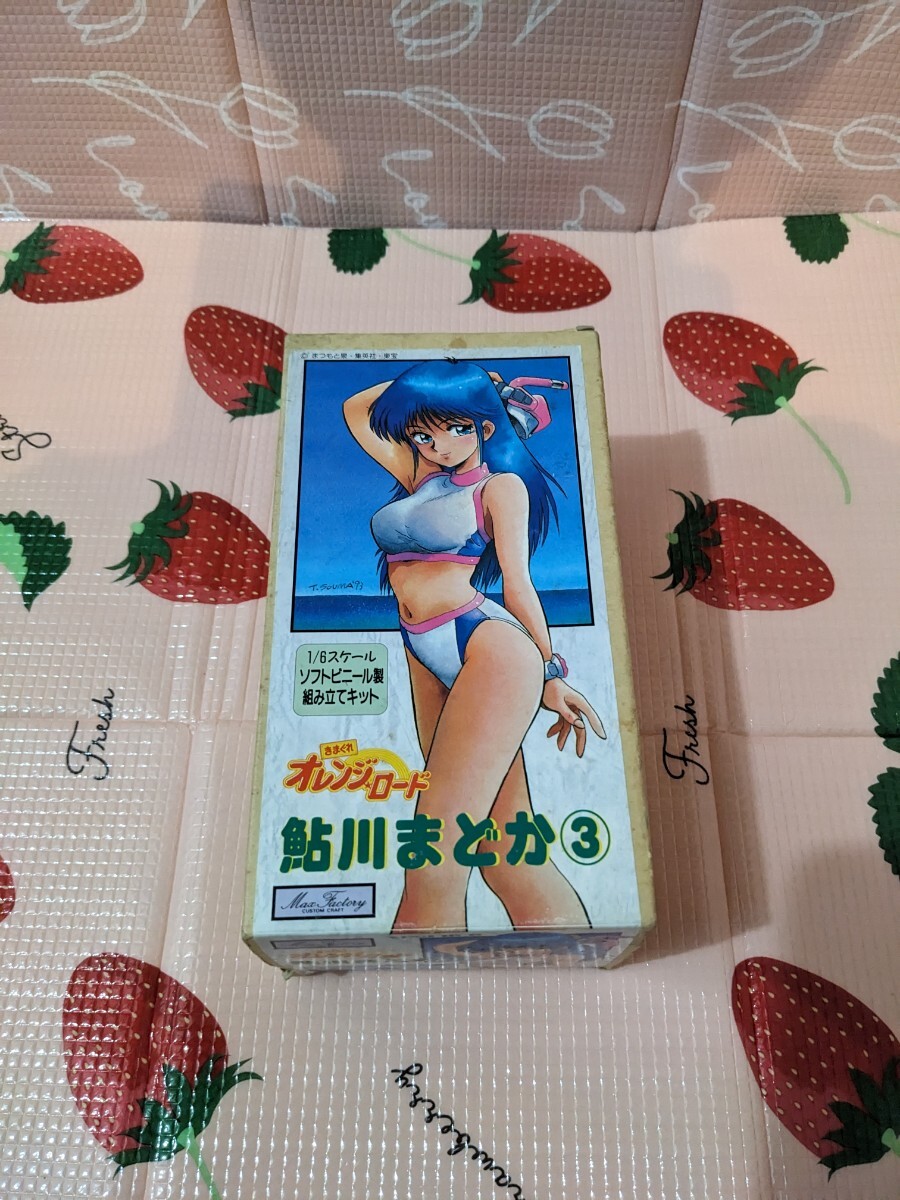 ©まつもと泉・集英社・東宝
T.SOUMA'93
1/6スケール
ソフトビニール製
組み立てキット
きまぐれ
オレンジ★ロード
鮎川まどか③
Max Factory
CUSTOM CRAFT
Fresh
Fresh